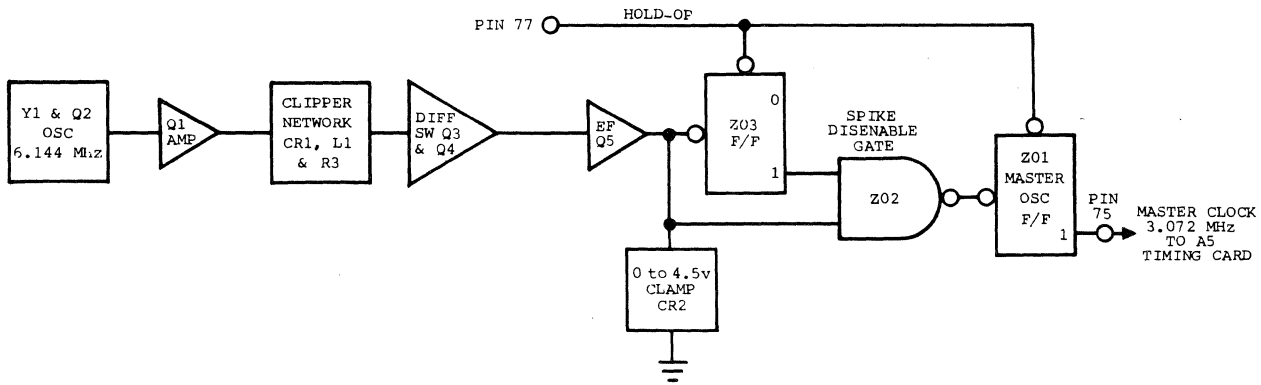 HOLD-OF
PIN 77
Y1 & Q2
OSC
6.144 MHz
Q1
AMP
CLIPPER
NETWORK
CR1, L1
& R3
DIFF
SW Q3
& Q4
EF
Q5
0
Z03
F/F
1
SPIKE
DISENABLE
GATE
Z02
Z01
MASTER
OSC
F/F
1
PIN
75
MASTER CLOCK
3.072 MHz
TO A5
TIMING CARD
0 to 4.5v
CLAMP
CR2